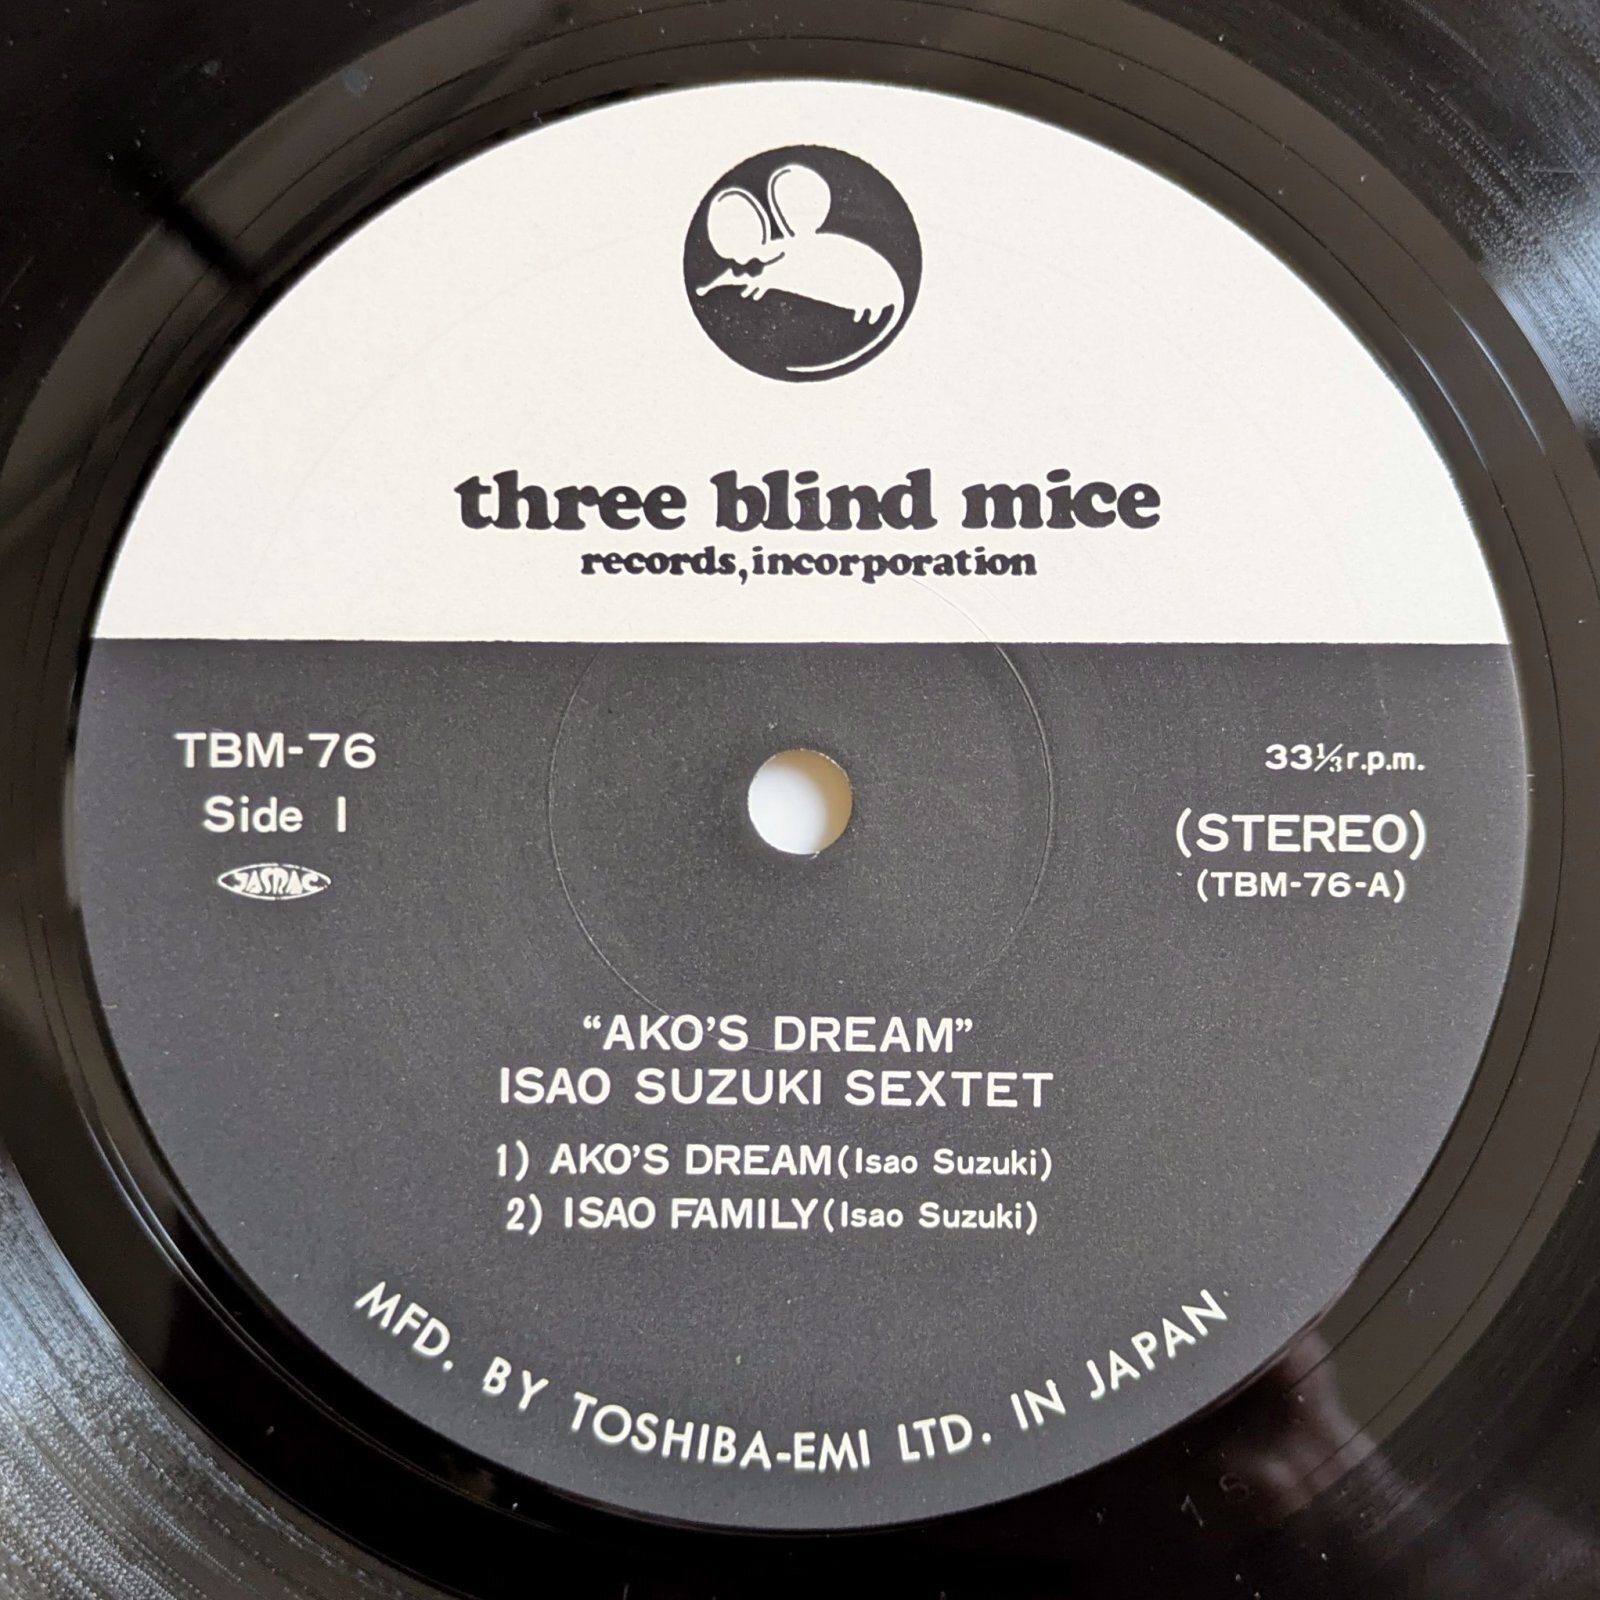 three blind mice
records, incorporation
TBM-76
Side 1
JASRAC
33⅓ r.p.m.
(STEREO)
(TBM-76-A)
“AKO’S DREAM”
ISAO SUZUKI SEXTET
1) AKO’S DREAM (Isao Suzuki)
2) ISAO FAMILY (Isao Suzuki)
MFD. BY TOSHIBA-EMI LTD. IN JAPAN